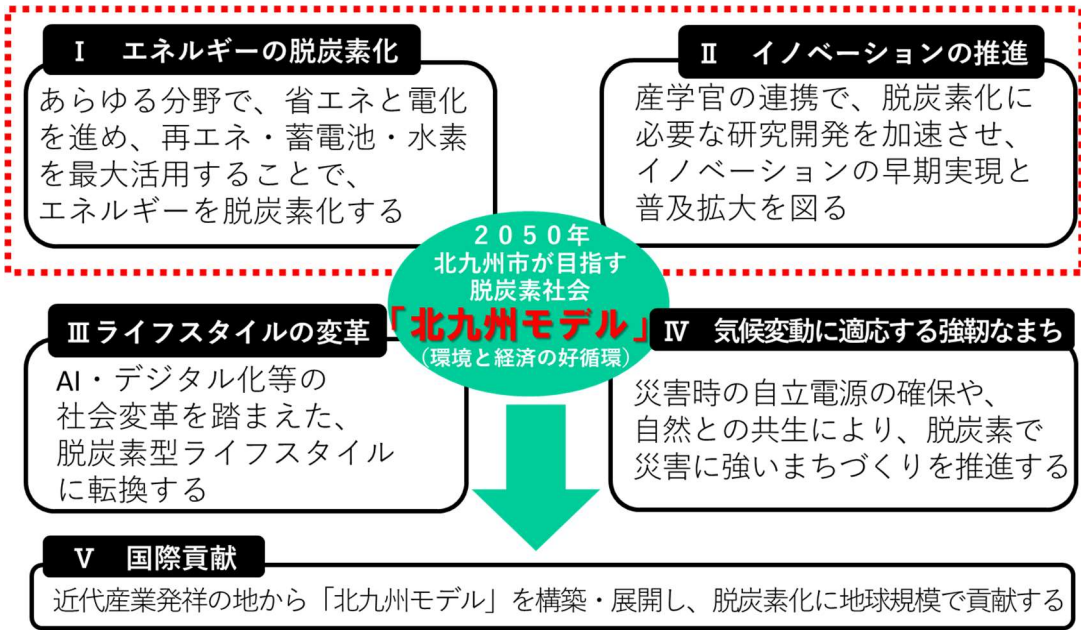 Ⅰ エネルギーの脱炭素化
あらゆる分野で、省エネと電化
を進め、再エネ・蓄電池・水素
を最大活用することで、
エネルギーを脱炭素化する
Ⅱ イノベーションの推進
産学官の連携で、脱炭素化に
必要な研究開発を加速させ、
イノベーションの早期実現と
普及拡大を図る
２０５０年
北九州市が目指す
脱炭素社会
「北九州モデル」
（環境と経済の好循環）
Ⅲライフスタイルの変革
AI・デジタル化等の
社会変革を踏まえた、
脱炭素型ライフスタイル
に転換する
Ⅳ 気候変動に適応する強靭なまち
災害時の自立電源の確保や、
自然との共生により、脱炭素で
災害に強いまちづくりを推進する
Ⅴ 国際貢献
近代産業発祥の地から「北九州モデル」を構築・展開し、脱炭素化に地球規模で貢献する